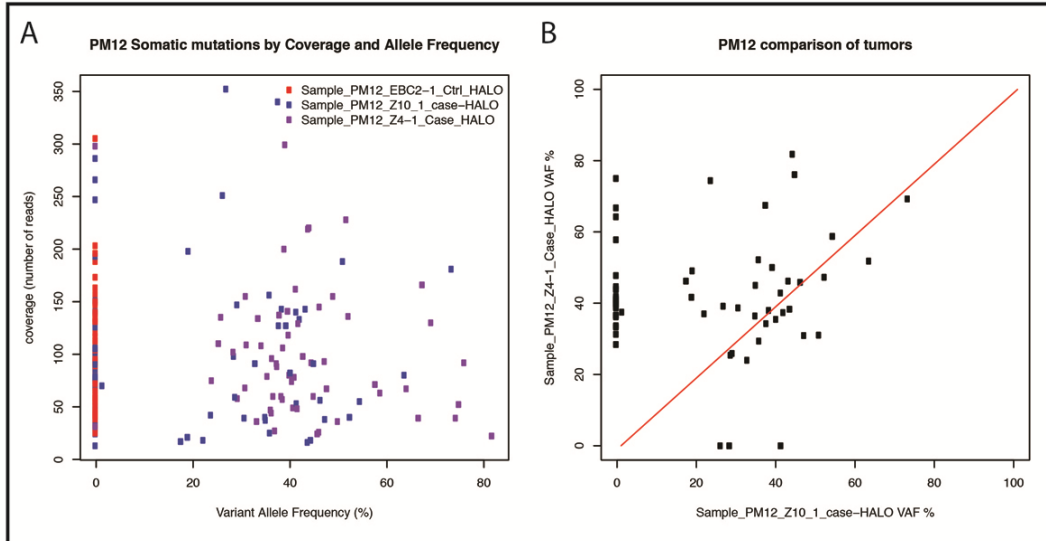 A
PM12 Somatic mutations by Coverage and Allele Frequency
Sample_PM12_EBC2-1_Ctrl_HALO
Sample_PM12_Z10_1_case-HALO
Sample_PM12_Z4-1_Case_HALO
350
300
250
200
150
100
50
0
coverage (number of reads)
0 20 40 60 80
Variant Allele Frequency (%)
B
PM12 comparison of tumors
100
80
60
40
20
0
Sample_PM12_Z4-1_Case_HALO VAF %
0 20 40 60 80 100
Sample_PM12_Z10_1_case-HALO VAF %